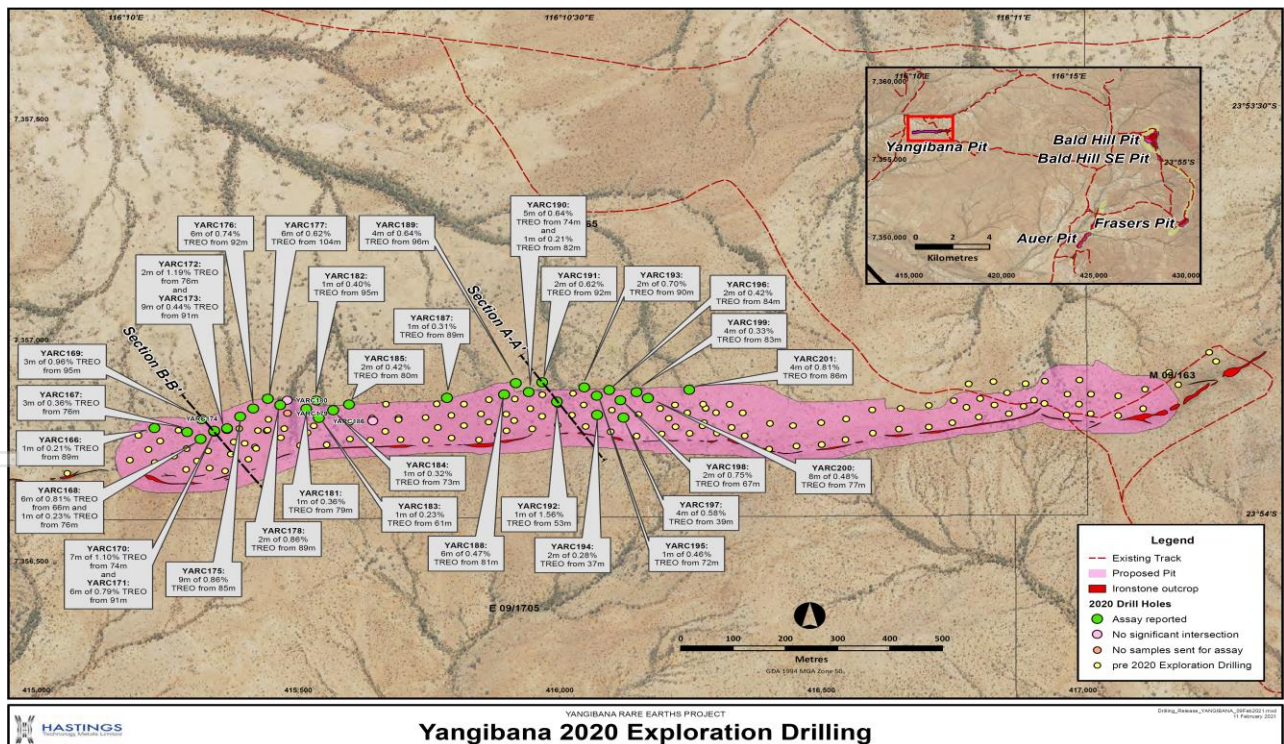 116°10'E
116°10'30"E
116°11'E
23°53'30"S
7,357,500
7,357,000
7,356,500
116°10'E
116°15'E
7,360,000
7,355,000
7,350,000
Yangibana Pit
Bald Hill Pit
Bald Hill SE Pit
23°55'S
Frasers Pit
Auer Pit
0 2 4
Kilometres
415,000
420,000
425,000
430,000
YARC176:
6m of 0.74%
TREO from 92m
YARC177:
6m of 0.62%
TREO from 104m
YARC189:
4m of 0.64%
TREO from 96m
YARC190:
5m of 0.64%
TREO from 74m
and
1m of 0.21%
TREO from
82m
65
YARC172:
2m of 1.19% TREO
from 76m
and
YARC173:
9m of 0.44% TREO
from 91m
YARC182:
1m of 0.40%
TREO from 95m
YARC187:
1m of 0.31%
TREO from 89m
YARC191:
2m of 0.62%
TREO from
92m
YARC193:
2m of 0.70%
TREO from
90m
YARC196:
2m of 0.42%
TREO from
84m
YARC199:
4m of 0.33%
TREO from
83m
YARC201:
4m of 0.81%
TREO from 86m
YARC185:
2m of 0.42%
TREO from 80m
Section A-A'
Section B-B'
YARC169:
3m of 0.96% TREO
from 95m
YARC167:
3m of 0.36% TREO
from 76m
YARC166:
1m of 0.21% TREO
from 89m
YARC174
YARC180
YARC179
YARC186
M 09/163
YARC168:
6m of 0.81% TREO
from 66m and
1m of 0.23% TREO
from 76m
YARC170:
7m of 1.10% TREO
from 74m
and
YARC171:
6m of 0.79% TREO
from 91m
YARC175:
9m of 0.86%
TREO from 85m
YARC178:
2m of 0.86%
TREO from 89m
YARC181:
1m of 0.36%
TREO from
79m
YARC184:
1m of 0.32%
TREO from
73m
YARC183:
1m of 0.23%
TREO from 61m
YARC188:
6m of 0.47%
TREO from
81m
YARC192:
1m of 1.56%
TREO from 53m
YARC194:
2m of 0.28%
TREO from
37m
YARC198:
2m of 0.75%
TREO from
67m
YARC197:
4m of 0.58%
TREO from 39m
YARC195:
1m of 0.46%
TREO from
72m
YARC200:
8m of 0.48%
TREO from
77m
23°54'S
E 09/1705
0 100 200 300 400 500
Metres
GDA 1994 MGA Zone 50
Legend
Existing Track
Proposed Pit
Ironstone outcrop
2020 Drill Holes
Assay reported
No significant intersection
No samples sent for assay
pre 2020 Exploration Drilling
415,000
415,500
416,000
416,500
417,000
HASTINGS
Technology Metals Limited
YANGIBANA RARE EARTHS PROJECT
Yangibana 2020 Exploration Drilling
Drilling_Release_YANGIBANA_09Feb2021.mxd
11 February 2021